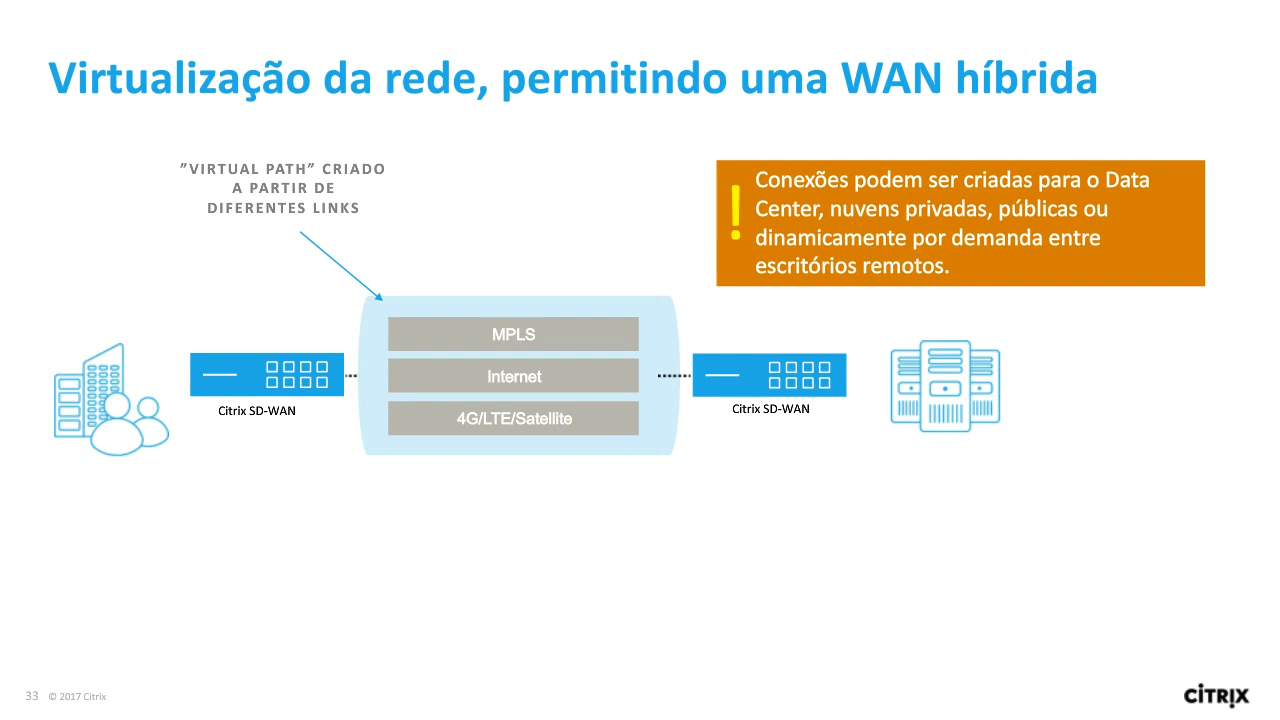 Virtualização da rede, permitindo uma WAN híbrida
”VIRTUAL PATH” CRIADO
A PARTIR DE
DIFERENTES LINKS
!
Conexões podem ser criadas para o Data
Center, nuvens privadas, públicas ou
dinamicamente por demanda entre
escritórios remotos.
MPLS
Internet
4G/LTE/Satellite
Citrix SD-WAN
Citrix SD-WAN
33 © 2017 Citrix
CITRIX